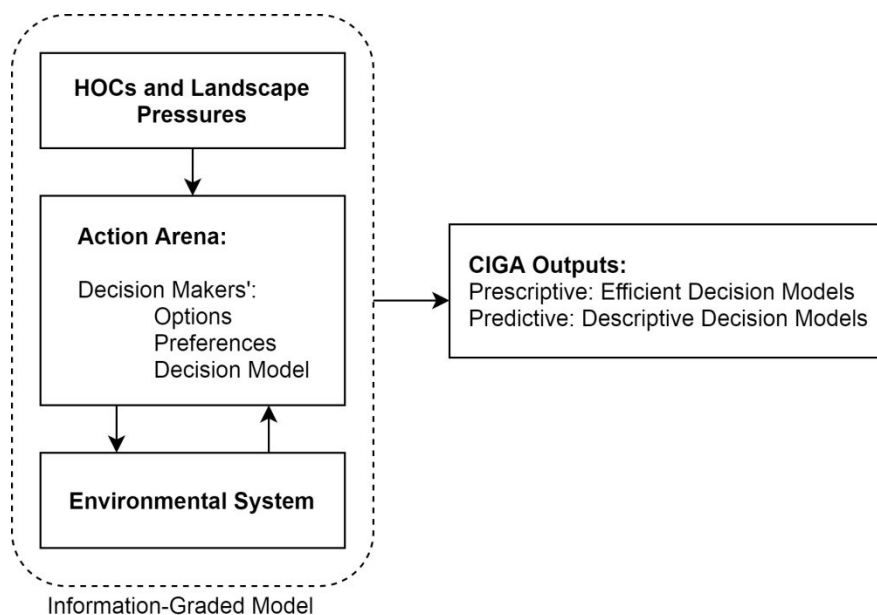 HOCs and Landscape
Pressures
Action Arena:
Decision Makers':
Options
Preferences
Decision Model
Environmental System
Information-Graded Model
CIGA Outputs:
Prescriptive: Efficient Decision Models
Predictive: Descriptive Decision Models